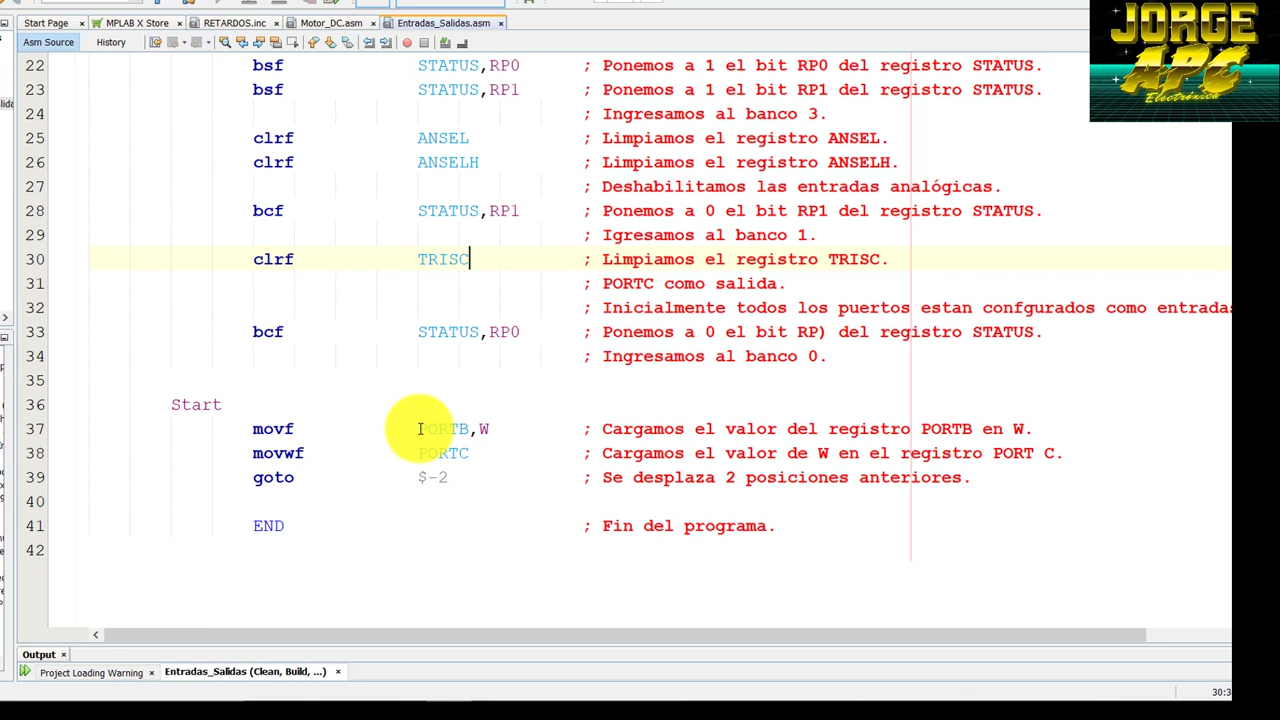 JORGE
APC
Electrónica
Start Page
MPLAB X Store
RETARDOS.inc
Motor_DC.asm
Entradas_Salidas.asm
Asm Source
History
22 bsf STATUS,RP0 ; Ponemos a 1 el bit RP0 del registro STATUS.
23 bsf STATUS,RP1 ; Ponemos a 1 el bit RP1 del registro STATUS.
24 ; Ingresamos al banco 3.
25 clrf ANSEL ; Limpiamos el registro ANSEL.
26 clrf ANSELH ; Limpiamos el registro ANSELH.
27 ; Deshabilitamos las entradas analógicas.
28 bcf STATUS,RP1 ; Ponemos a 0 el bit RP1 del registro STATUS.
29 ; Igresamos al banco 1.
30 clrf TRISC ; Limpiamos el registro TRISC.
31 ; PORTC como salida.
32 ; Inicialmente todos los puertos estan confgurados como entradas
33 bcf STATUS,RP0 ; Ponemos a 0 el bit RP) del registro STATUS.
34 ; Ingresamos al banco 0.
35
36 Start
37 movf PORTB,W ; Cargamos el valor del registro PORTB en W.
38 movwf PORTC ; Cargamos el valor de W en el registro PORT C.
39 goto $-2 ; Se desplaza 2 posiciones anteriores.
40
41 END ; Fin del programa.
42
Output
Project Loading Warning
Entradas_Salidas (Clean, Build, ...)
30:3